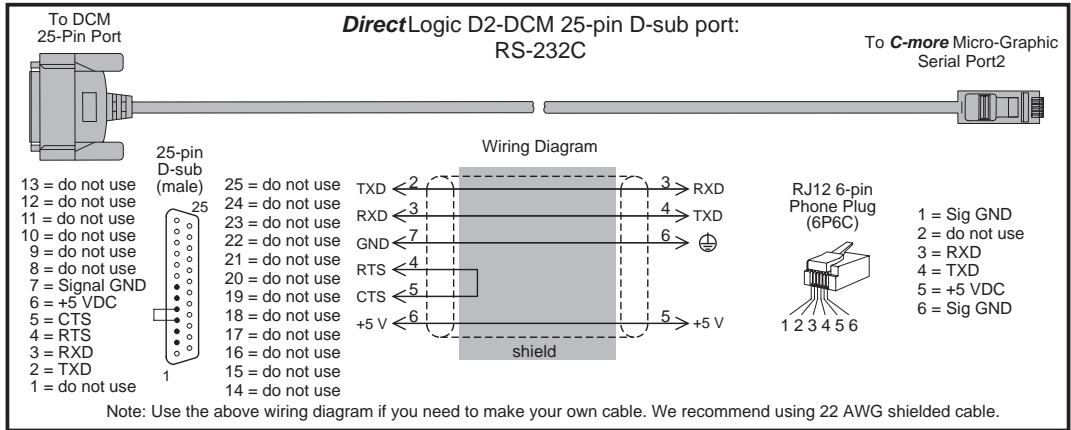 To DCM
25-Pin Port
DirectLogic D2-DCM 25-pin D-sub port:
RS-232C
To C-more Micro-Graphic
Serial Port2
25-pin
D-sub
(male)
13 = do not use
12 = do not use
11 = do not use
10 = do not use
9 = do not use
8 = do not use
7 = Signal GND
6 = +5 VDC
5 = CTS
4 = RTS
3 = RXD
2 = TXD
1 = do not use
25
1
25 = do not use
24 = do not use
23 = do not use
22 = do not use
21 = do not use
20 = do not use
19 = do not use
18 = do not use
17 = do not use
16 = do not use
15 = do not use
14 = do not use
Wiring Diagram
TXD 2 3 RXD
RXD 3 4 TXD
GND 7 6
RTS 4
CTS 5
+5 V 6 5 +5 V
shield
RJ12 6-pin
Phone Plug
(6P6C)
1 2 3 4 5 6
1 = Sig GND
2 = do not use
3 = RXD
4 = TXD
5 = +5 VDC
6 = Sig GND
Note: Use the above wiring diagram if you need to make your own cable. We recommend using 22 AWG shielded cable.